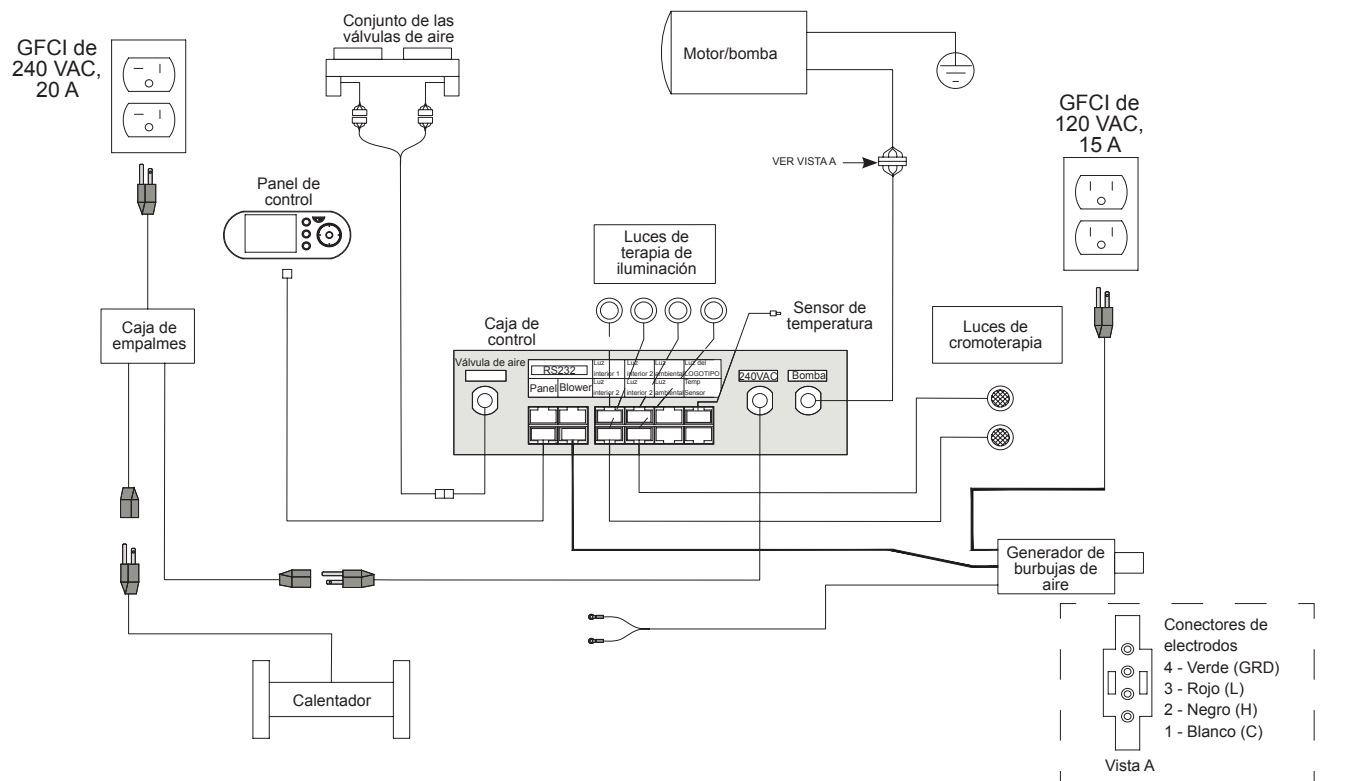 GFCI de
240 VAC,
20 A
Conjunto de las
válvulas de aire
Motor/bomba
GFCI de
120 VAC,
15 A
VER VISTA A
Panel de
control
Luces de
terapia de
iluminación
Sensor de
temperatura
Caja de
empalmes
Caja de
control
Luces de
cromoterapia
Válvula de aire
RS232
Luz
interior 1
Luz
interior 2
Luz
ambiental
Luz del
LOGOTIPO
240VAC
Bomba
Panel
Blower
Luz
interior 2
Luz
interior 2
Luz
ambiental
Temp
Sensor
Generador de
burbujas de
aire
Calentador
Conectores de
electrodos
4 - Verde (GRD)
3 - Rojo (L)
2 - Negro (H)
1 - Blanco (C)
Vista A